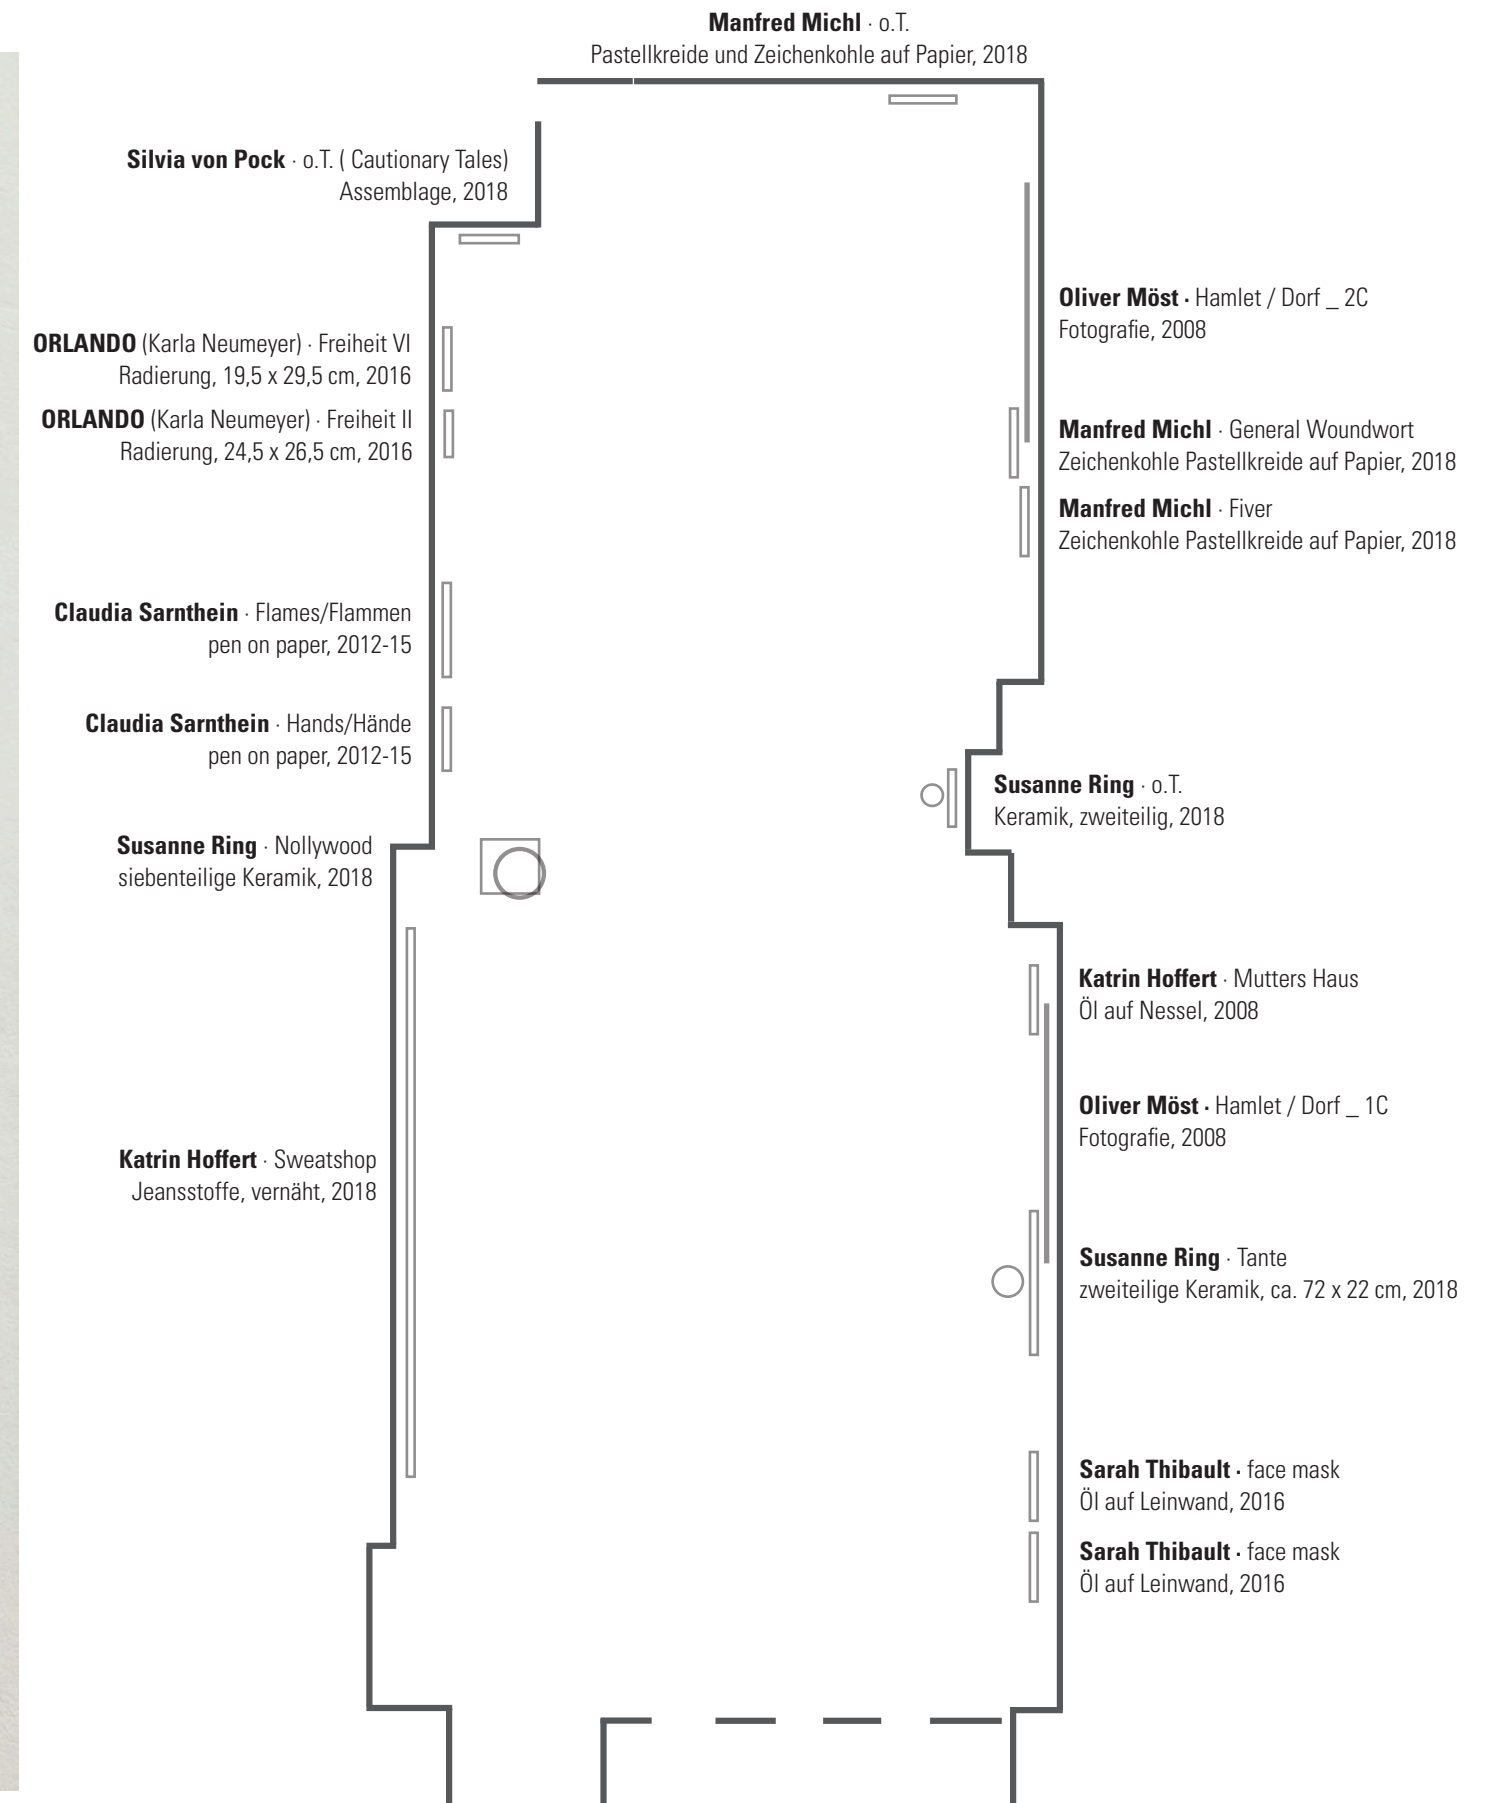 Manfred Michl · o.T.
Pastellkreide und Zeichenkohle auf Papier, 2018
Silvia von Pock · o.T. ( Cautionary Tales)
Assemblage, 2018
ORLANDO (Karla Neumeyer) · Freiheit VI
Radierung, 19,5 x 29,5 cm, 2016
ORLANDO (Karla Neumeyer) · Freiheit II
Radierung, 24,5 x 26,5 cm, 2016
Claudia Sarnthein · Flames/Flammen
pen on paper, 2012-15
Claudia Sarnthein · Hands/Hände
pen on paper, 2012-15
Susanne Ring · Nollywood
siebenteilige Keramik, 2018
Katrin Hoffert · Sweatshop
Jeansstoffe, vernäht, 2018
Oliver Möst · Hamlet / Dorf _ 2C
Fotografie, 2008
Manfred Michl · General Woundwort
Zeichenkohle Pastellkreide auf Papier, 2018
Manfred Michl · Fiver
Zeichenkohle Pastellkreide auf Papier, 2018
Susanne Ring · o.T.
Keramik, zweiteilig, 2018
Katrin Hoffert · Mutters Haus
Öl auf Nessel, 2008
Oliver Möst · Hamlet / Dorf _ 1C
Fotografie, 2008
Susanne Ring · Tante
zweiteilige Keramik, ca. 72 x 22 cm, 2018
Sarah Thibault · face mask
Öl auf Leinwand, 2016
Sarah Thibault · face mask
Öl auf Leinwand, 2016